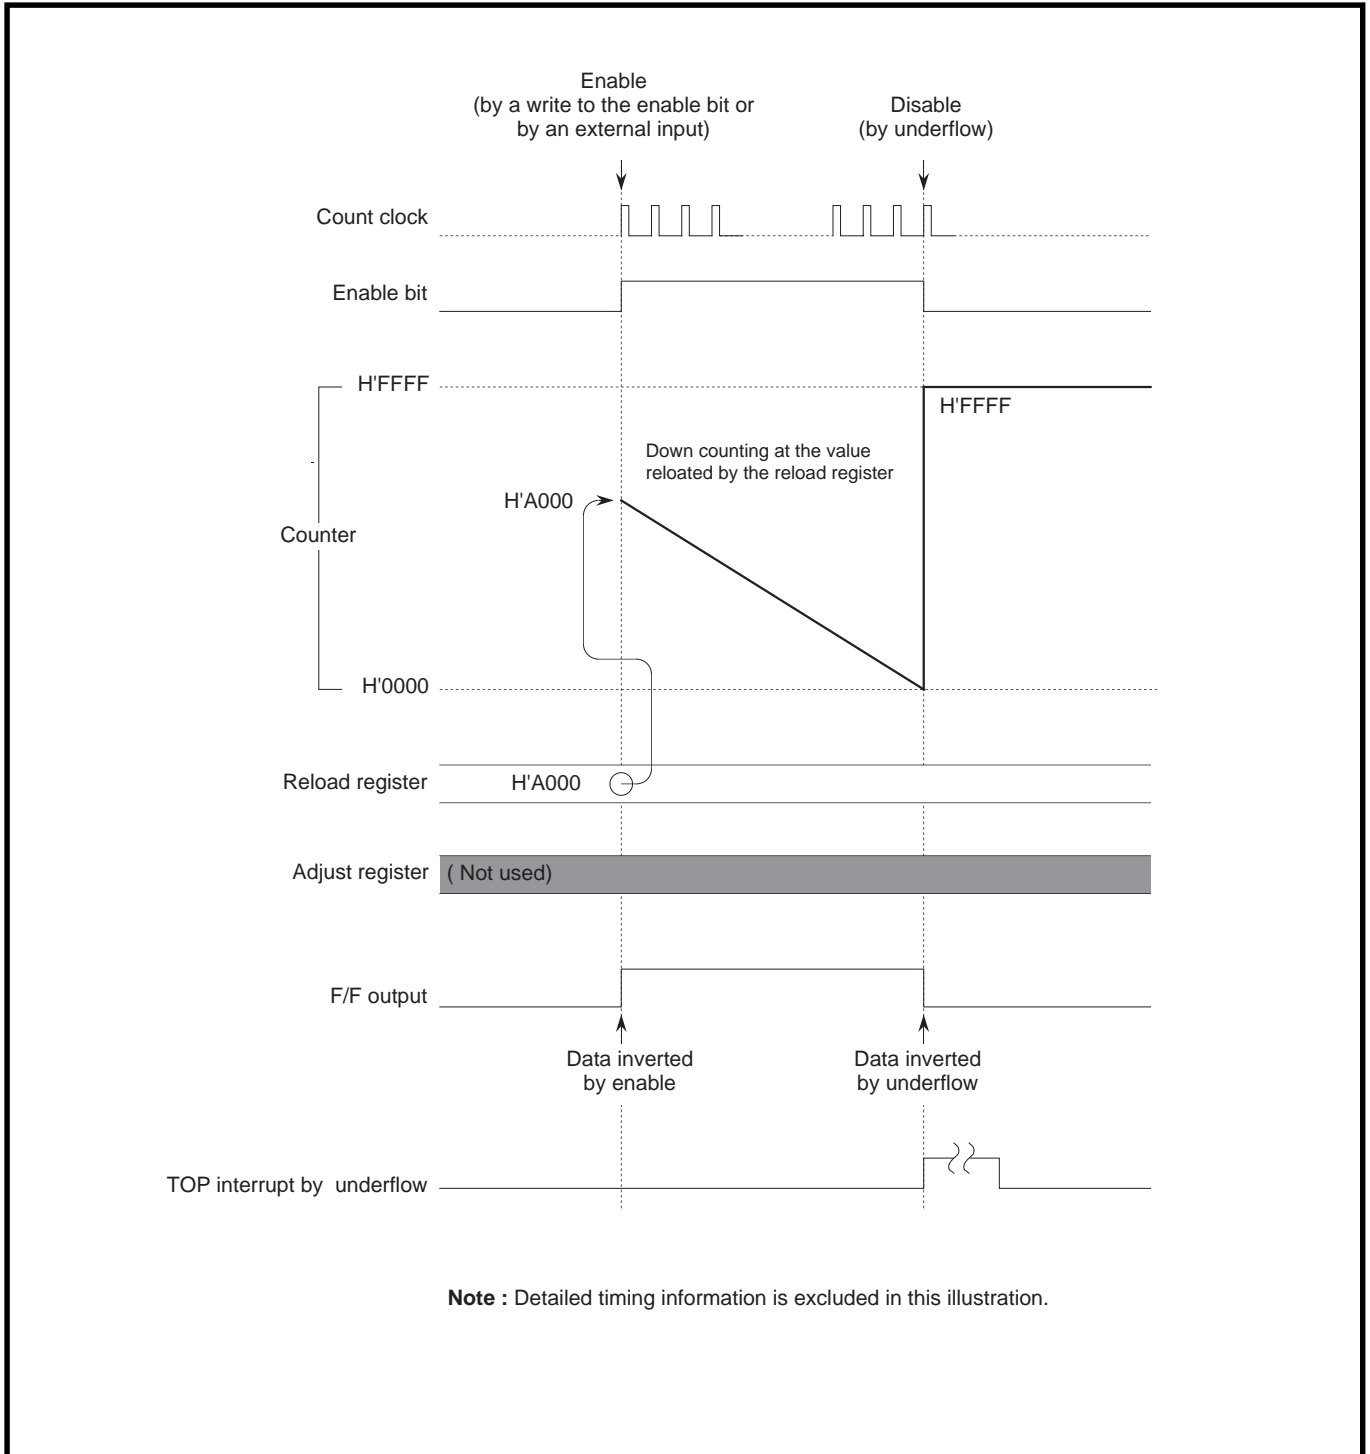 Enable
(by a write to the enable bit or
by an external input)
Disable
(by underflow)
Count clock
Enable bit
H'FFFF
H'FFFF
Down counting at the value
reloated by the reload register
H'A000
Counter
H'0000
Reload register
H'A000
Adjust register
( Not used)
F/F output
Data inverted
by enable
Data inverted
by underflow
TOP interrupt by underflow
Note : Detailed timing information is excluded in this illustration.